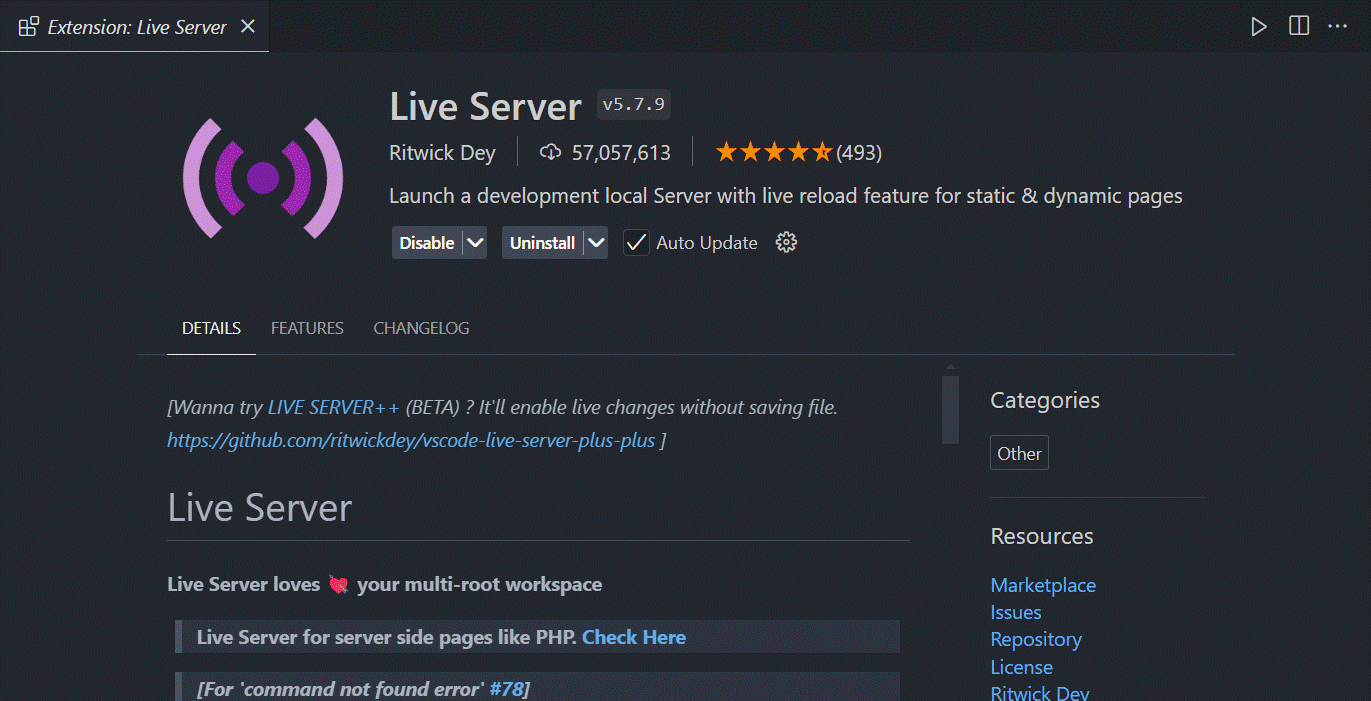 Extension: Live Server
Live Server v5.7.9
Ritwick Dey 57,057,613 (493)
Launch a development local Server with live reload feature for static & dynamic pages
Disable Uninstall Auto Update
DETAILS FEATURES CHANGELOG
[Wanna try LIVE SERVER++ (BETA) ? It'll enable live changes without saving file.
https://github.com/ritwickdey/vscode-live-server-plus-plus ]
Live Server
Live Server loves 💘 your multi-root workspace
Live Server for server side pages like PHP. Check Here
[For 'command not found error' #78]
Categories
Other
Resources
Marketplace
Issues
Repository
License
Ritwick Dey